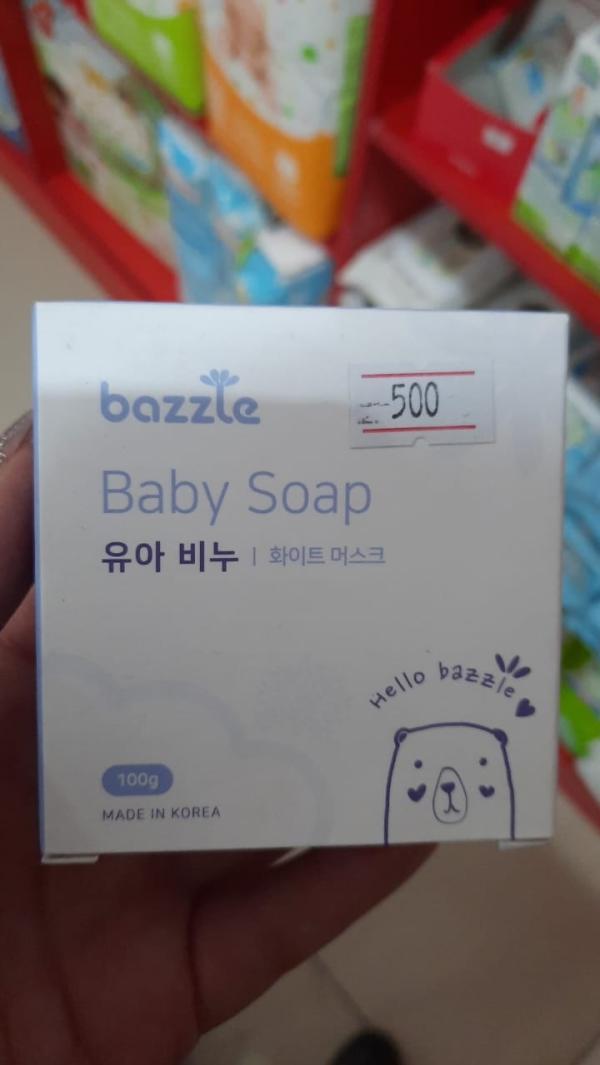 bazzle
500
Baby Soap
유아 비누 | 화이트 머스크
Hello bazzle
100g
MADE IN KOREA